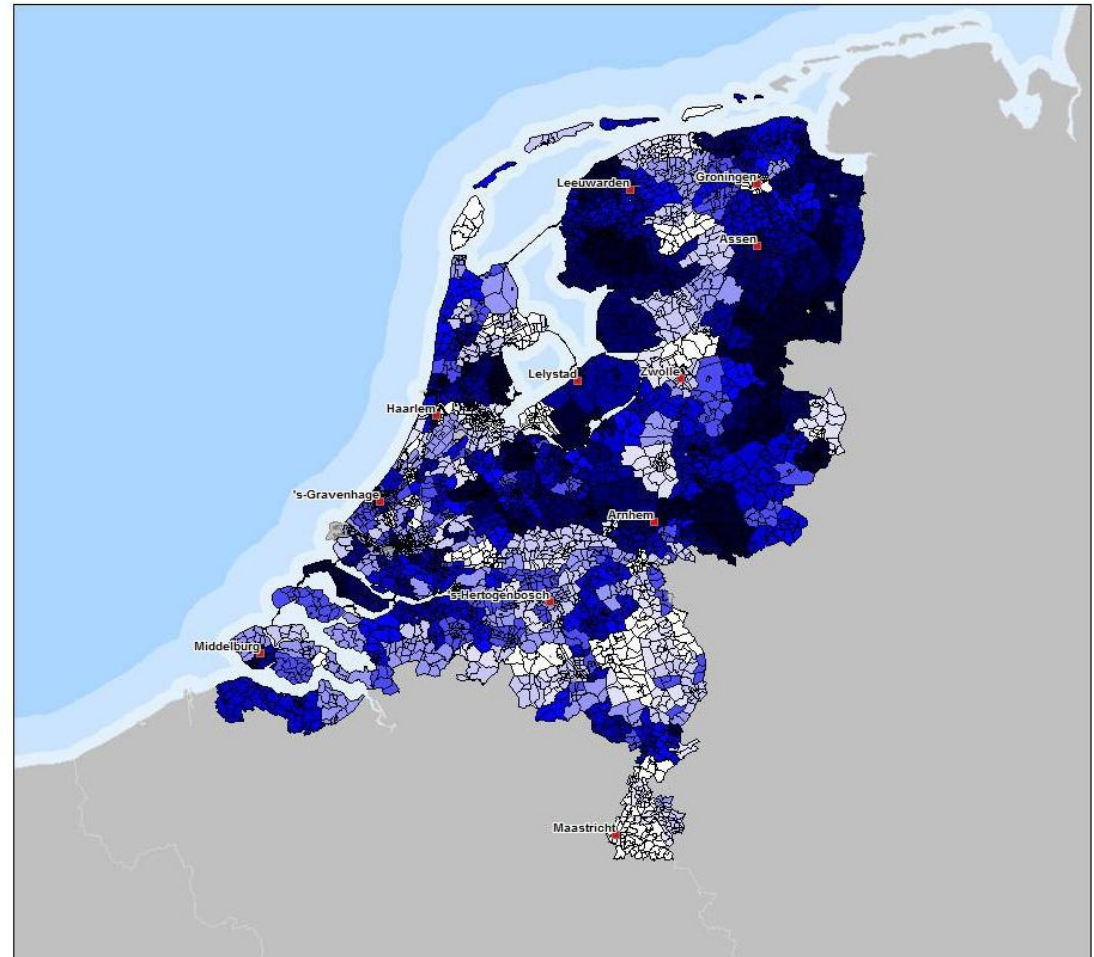 Leeuwarden
Groningen
Assen
Lelystad
Zwolle
Haarlem
's-Gravenhage
Arnhem
's-Hertogenbosch
Middelburg
Maastricht